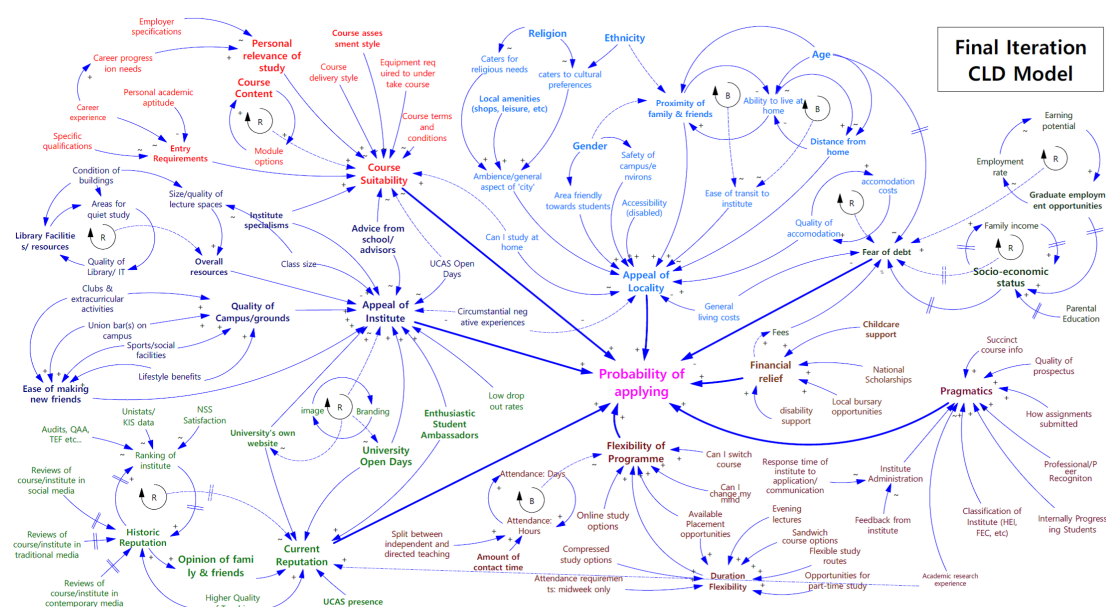 Final Iteration
CLD Model
Employer
specifications
Career progress
ion needs
Personal
relevance of
study
Course asses
sment style
Course
delivery style
Equipment req
uired to under
take course
Course
Content
R
Personal academic
aptitude
Career
experience
Specific
qualifications
Entry
Requirements
Module
options
Course terms
and
conditions
Course
Suitability
Religion
Ethnicity
Age
Caters for
religious needs
caters to cultural
preferences
Local amenities
(shops, leisure, etc)
Proximity of
family & friends
B
Ability to live at
home
B
Distance from
home
Gender
Safety of
campus/e
nvirons
Ambience/general
aspect of 'city'
Area friendly
towards students
Accessibility
(disabled)
Ease of transit to
institute
accomodation
costs
R
Quality of
accomodation
Earning
potential
Employment
rate
R
Graduate employm
ent opportunities
Family income
R
Socio-economic
status
Parental
Education
Fear of debt
Condition of
buildings
Areas for
quiet study
Size/quality of
lecture spaces
Library Facilitie
s/ resources
R
Quality of
Library/ IT
Overall
resources
Institute
specialisms
Advice from
school/
advisors
Can I study at
home
Class size
UCAS Open
Days
Appeal of
Locality
General
living costs
Clubs &
extracurricular
activities
Quality of
Campus/grounds
Appeal of
Institute
Circumstantial neg
ative experiences
Union bar(s) on
campus
Sports/social
facilities
Lifestyle benefits
Ease of making
new friends
Probability of
applying
Fees
Childcare
support
Financial
relief
National
Scholarships
Local bursary
opportunities
disability
support
Succinct
course info
Quality of
prospectus
Pragmatics
How assignments
submitted
Professional/P
eer
Recogniton
Internally Progress
ing Students
Classification of
Institute (HEI,
FEC, etc)
Institute
Administration
Response time of
institute to
application/
communication
Feedback from
institute
Academic research
experience
image
R
Branding
Low drop
out rates
Enthusiastic
Student
Ambassadors
University's own
website
University
Open Days
Unistats/
KIS data
NSS
Satisfaction
Audits, QAA,
TEF etc...
Ranking of
institute
Reviews of
course/institute in
social media
R
Reviews of
course/institute in
traditional media
Historic
Reputation
Reviews of
course/institute in
contemporary media
Opinion of fami
ly & friends
Current
Reputation
Higher Quality
UCAS presence
Flexibility of
Programme
Attendance: Days
B
Attendance:
Hours
Split between
independent and
directed teaching
Amount of
contact time
Can I switch
course
Can I
change my
mind
Online study
options
Available
Placement
opportunities
Evening
lectures
Sandwich
course options
Flexible study
routes
Compressed
study options
Attendance requiremen
ts: midweek only
Duration
Flexibility
Opportunities for
part-time study